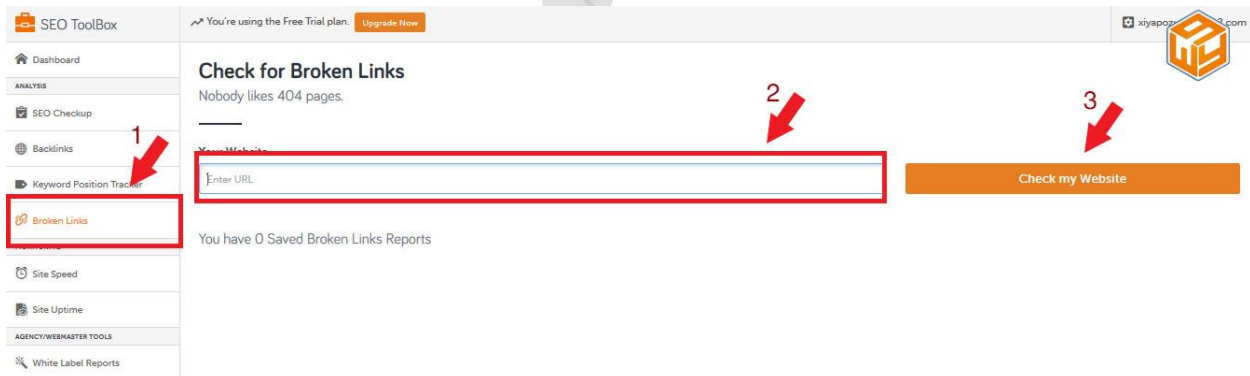 SEO ToolBox
You're using the Free Trial plan. Upgrade Now
Dashboard
ANALYSIS
SEO Checkup
Backlinks
Keyword Position Tracker
Broken Links
Site Speed
Site Uptime
AGENCY/WEBMASTER TOOLS
White Label Reports
Check for Broken Links
Nobody likes 404 pages.
1
2
3
Your Website
Enter URL
Check my Website
You have 0 Saved Broken Links Reports